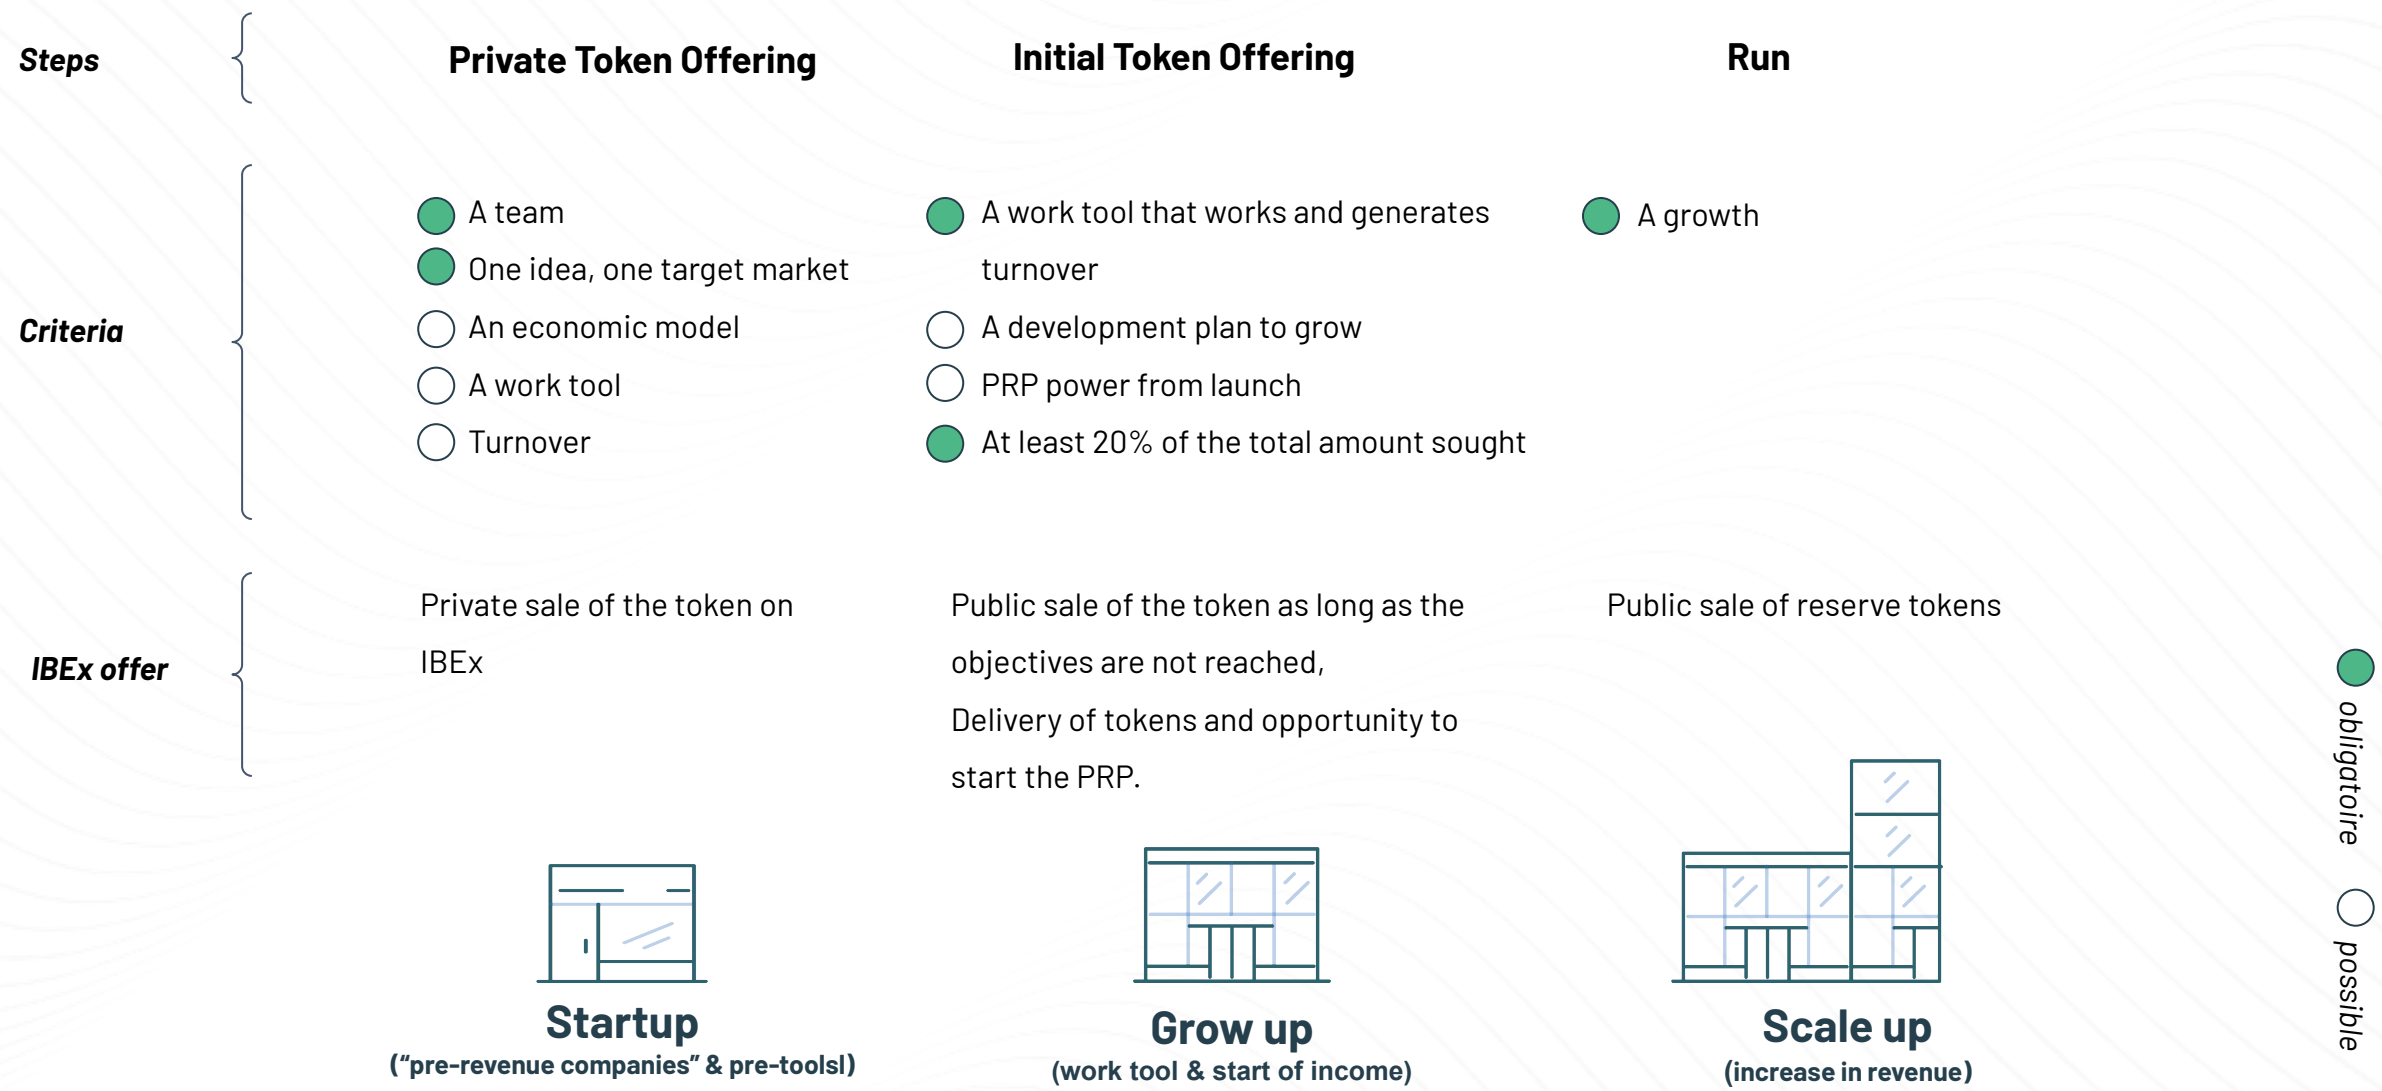 Steps
Private Token Offering
Initial Token Offering
Run
Criteria
A team
One idea, one target market
An economic model
A work tool
Turnover
A work tool that works and generates
turnover
A development plan to grow
PRP power from launch
At least 20% of the total amount sought
A growth
IBEx offer
Private sale of the token on
IBEx
Public sale of the token as long as the
objectives are not reached,
Delivery of tokens and opportunity to
start the PRP.
Public sale of reserve tokens
Startup
(“pre-revenue companies” & pre-toolsl)
Grow up
(work tool & start of income)
Scale up
(increase in revenue)
obligatoire
possible